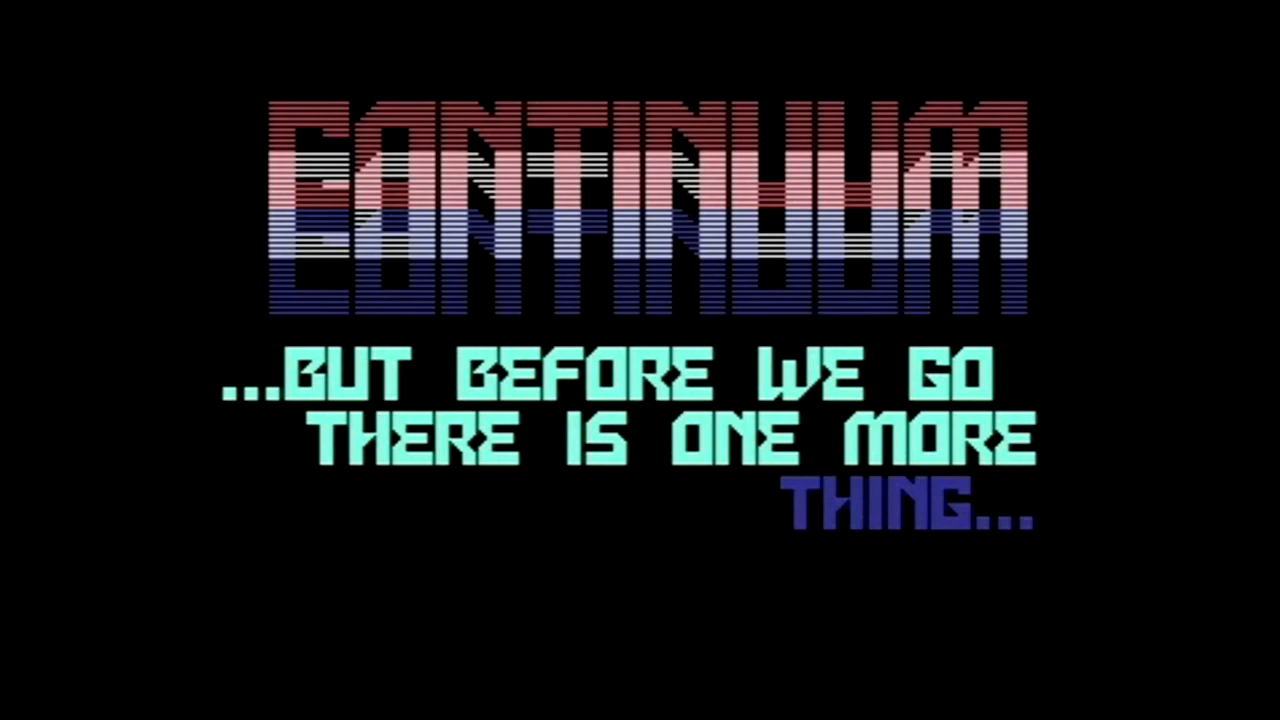 CONTINUUM
...BUT BEFORE WE GO
THERE IS ONE MORE
THING...